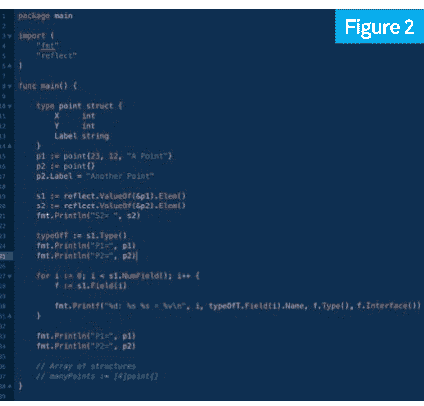 Figure 2
package main
import (
"fmt"
"reflect"
)
func main() {
type point struct {
X int
Y int
Label string
}
p1 := point{23, 12, "A Point"}
p2 := point{}
p2.Label = "Another Point"
s1 := reflect.ValueOf(&p1).Elem()
s2 := reflect.ValueOf(&p2).Elem()
fmt.Println("S2= ", s2)
typeOfT := s1.Type()
fmt.Println("P1=", p1)
fmt.Println("P2=", p2)
for i := 0; i < s1.NumField(); i++ {
f := s1.Field(i)
fmt.Printf("%d: %s %s = %v\n", i, typeOfT.Field(i).Name, f.Type(), f.Interface())
}
fmt.Println("P1=", p1)
fmt.Println("P2=", p2)
// Array of structures
// manyPoints := [4]point{}
}